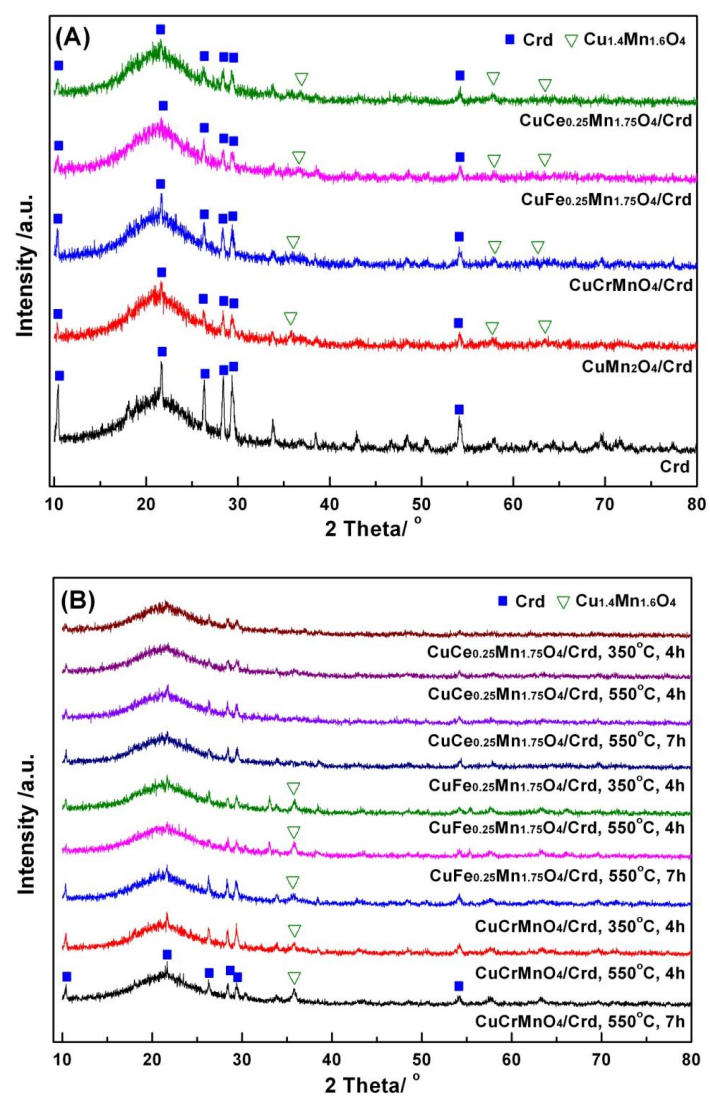 (A)
■ Crd ▽ Cu1.4Mn1.6O4
CuCe0.25Mn1.75O4/Crd
CuFe0.25Mn1.75O4/Crd
CuCrMnO4/Crd
CuMn2O4/Crd
Crd
Intensity /a.u.
10 20 30 40 50 60 70 80
2 Theta/ °
(B)
■ Crd ▽ Cu1.4Mn1.6O4
CuCe0.25Mn1.75O4/Crd, 350°C, 4h
CuCe0.25Mn1.75O4/Crd, 550°C, 4h
CuCe0.25Mn1.75O4/Crd, 550°C, 7h
CuFe0.25Mn1.75O4/Crd, 350°C, 4h
CuFe0.25Mn1.75O4/Crd, 550°C, 4h
CuFe0.25Mn1.75O4/Crd, 550°C, 7h
CuCrMnO4/Crd, 350°C, 4h
CuCrMnO4/Crd, 550°C, 4h
CuCrMnO4/Crd, 550°C, 7h
Intensity /a.u.
10 20 30 40 50 60 70 80
2 Theta/ °